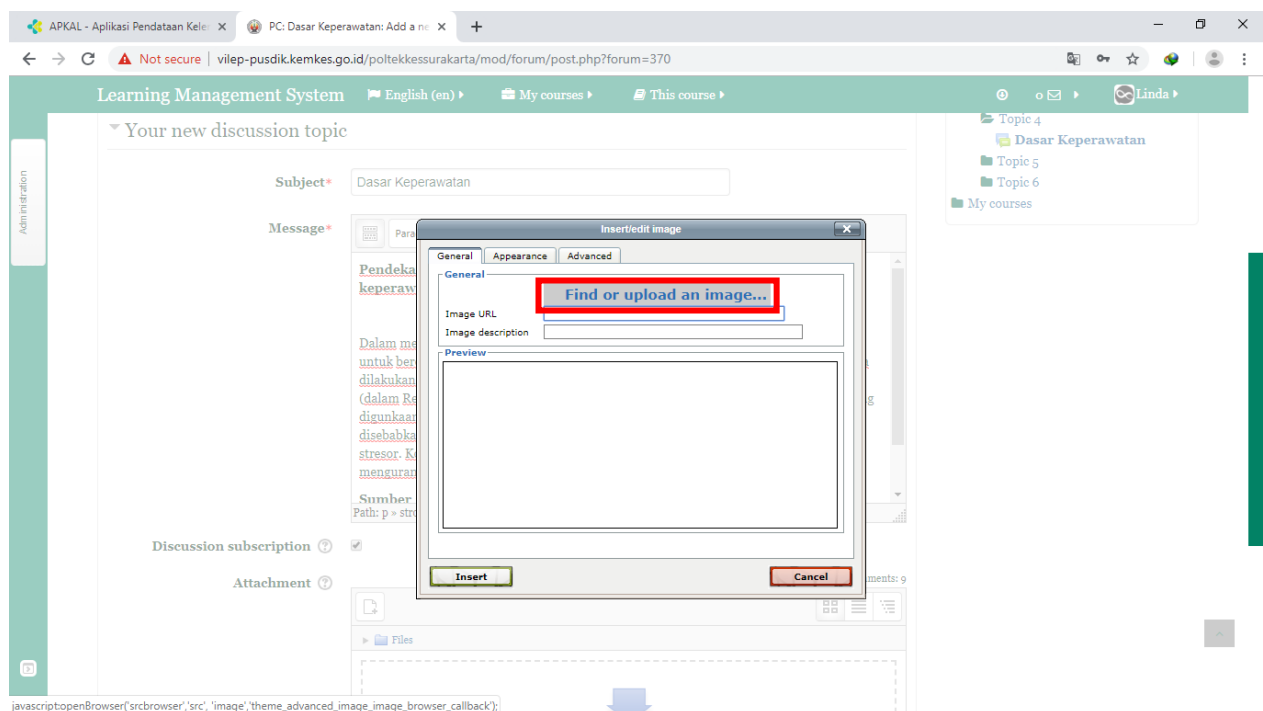 APKAL - Aplikasi Pendataan Kele
PC: Dasar Keperawatan: Add a ne
Not secure | vilep-pusdik.kemkes.go.id/poltekkessurakarta/mod/forum/post.php?forum=370
Learning Management System
English (en)
My courses
This course
0
Linda
Administration
Your new discussion topic
Subject*
Dasar Keperawatan
Message*
Para
Pendeka
keperaw
Dalam me
untuk ber
dilakukan
(dalam Re
g
digunkaan
disebabka
stresor. K
menguran
Sumber
Path: p » stro
Insert/edit image
General
Appearance
Advanced
General
Find or upload an image...
Image URL
Image description
Preview
Insert
Cancel
Discussion subscription
Attachment
ments: 9
Files
Topic 4
Dasar Keperawatan
Topic 5
Topic 6
My courses
javascript:openBrowser('srcbrowser','src', 'image','theme_advanced_image_image_browser_callback');